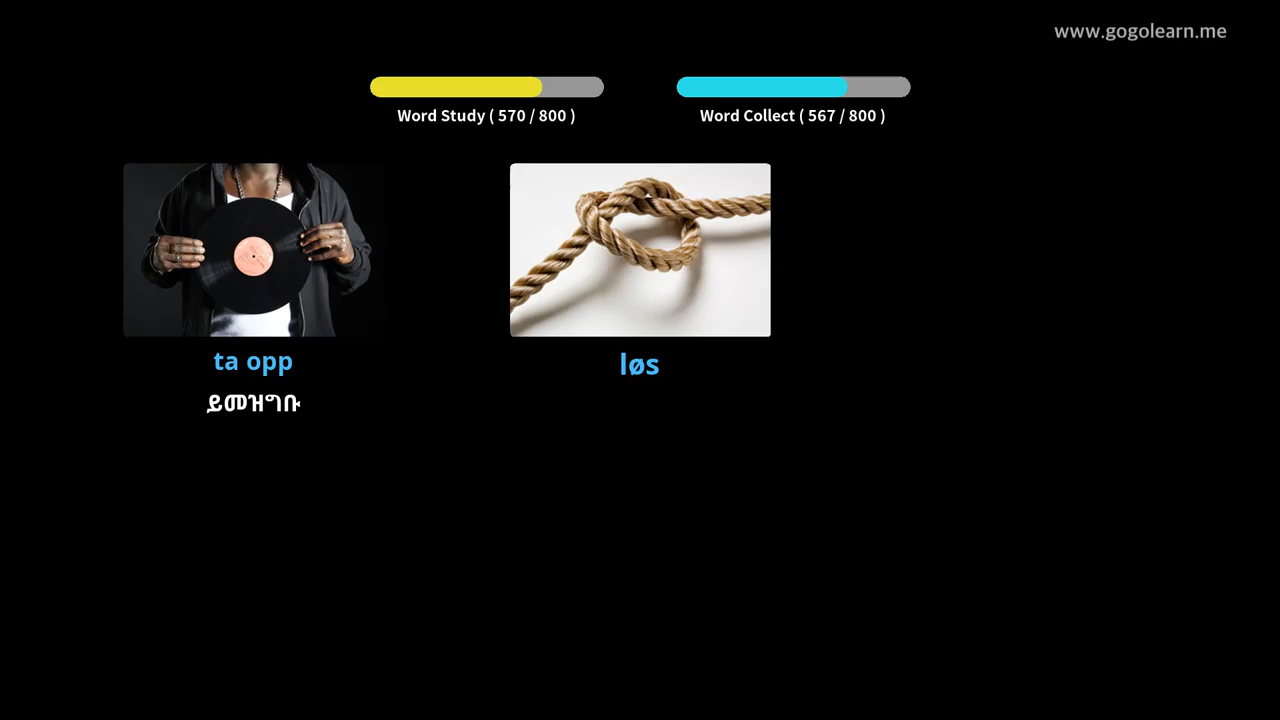 www.gogolearn.me
Word Study ( 570 / 800 )
Word Collect ( 567 / 800 )
ta opp
ይመዝግቡ
løs